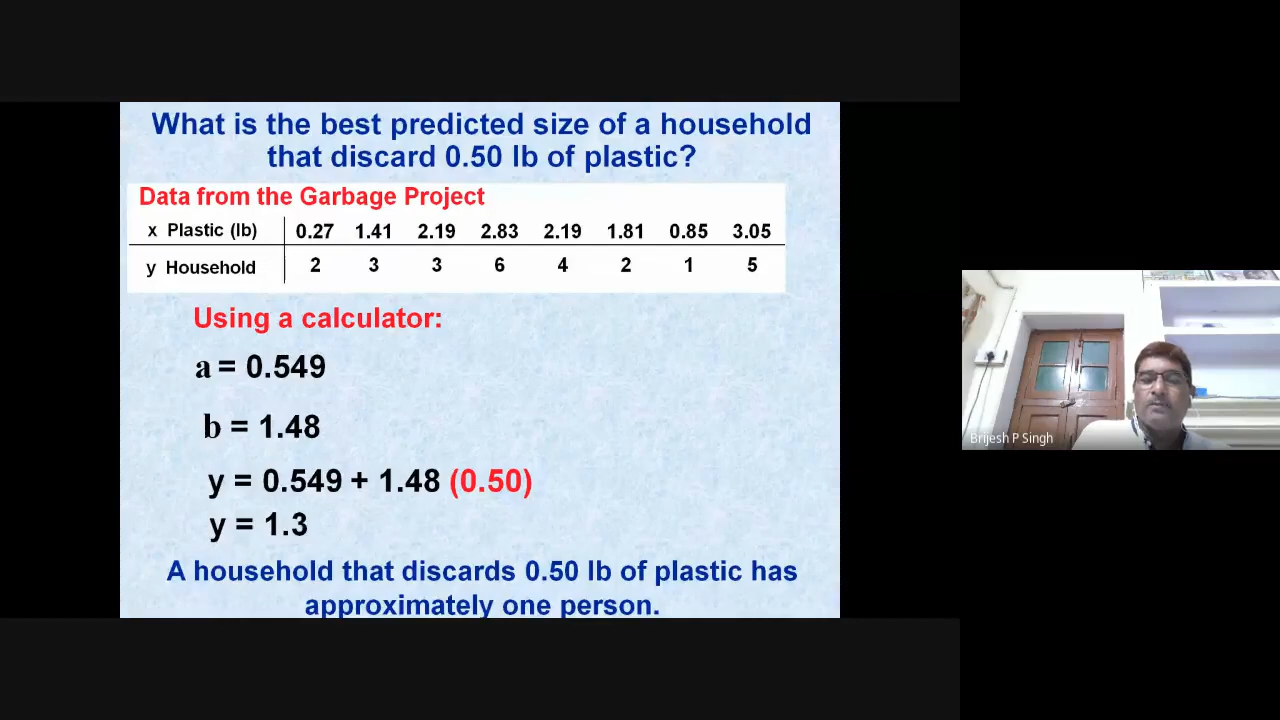 What is the best predicted size of a household
that discard 0.50 lb of plastic?
Data from the Garbage Project
x Plastic (lb) 0.27 1.41 2.19 2.83 2.19 1.81 0.85 3.05
y Household 2 3 3 6 4 2 1 5
Using a calculator:
a = 0.549
b = 1.48
y = 0.549 + 1.48 (0.50)
y = 1.3
A household that discards 0.50 lb of plastic has
approximately one person.
Brijesh P Singh